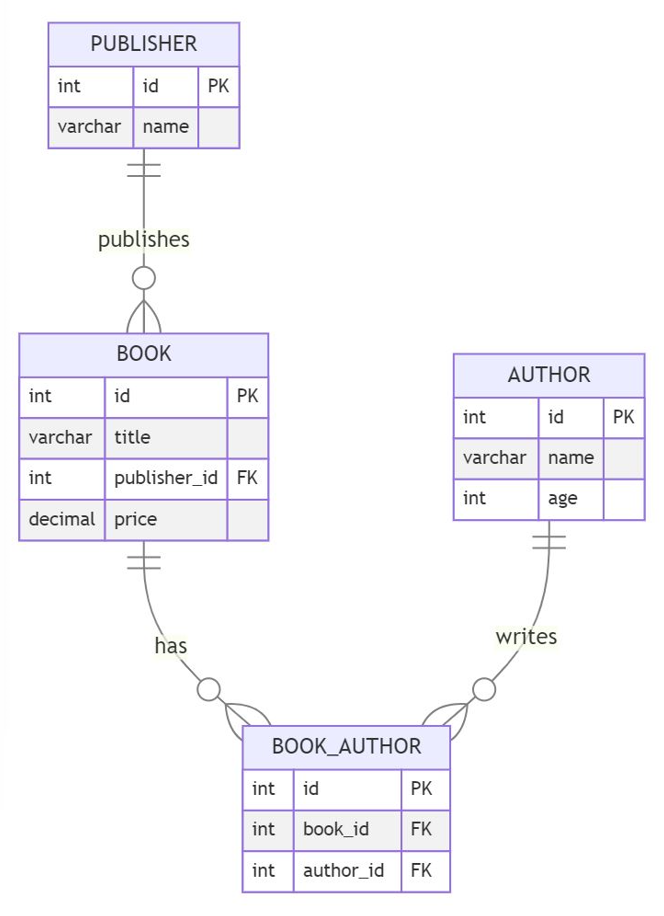 PUBLISHER
int id PK
varchar name
publishes
BOOK
int id PK
varchar title
int publisher_id FK
decimal price
AUTHOR
int id PK
varchar name
int age
has
writes
BOOK_AUTHOR
int id PK
int book_id FK
int author_id FK